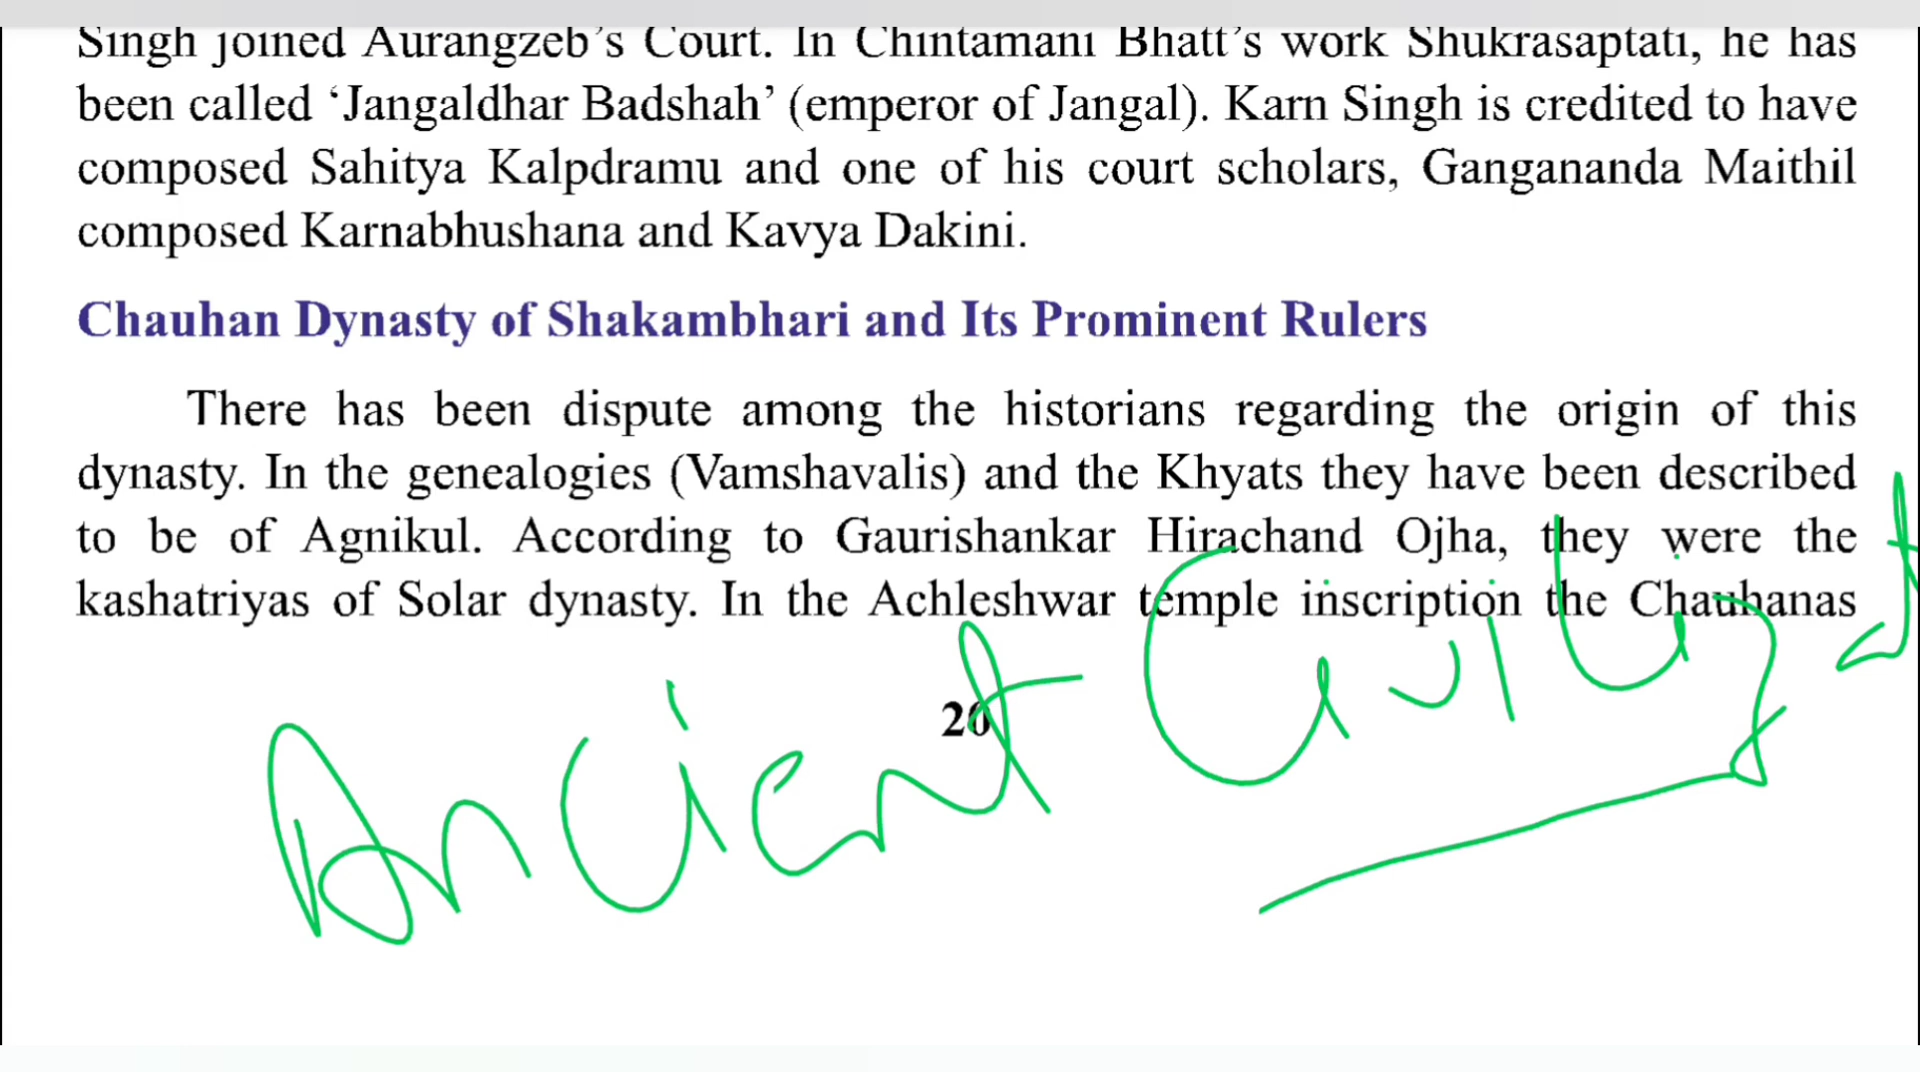 Singh joined Aurangzeb's Court. In Chintamani Bhatt's work Shukrasaptati, he has
been called ‘Jangaldhar Badshah’ (emperor of Jangal). Karn Singh is credited to have
composed Sahitya Kalpdramu and one of his court scholars, Gangananda Maithil
composed Karnabhushana and Kavya Dakini.
Chauhan Dynasty of Shakambhari and Its Prominent Rulers
There has been dispute among the historians regarding the origin of this
dynasty. In the genealogies (Vamshavalis) and the Khyats they have been described
to be of Agnikul. According to Gaurishankar Hirachand Ojha, they were the
kashatriyas of Solar dynasty. In the Achleshwar temple inscription the Chauhanas
20
Ancient